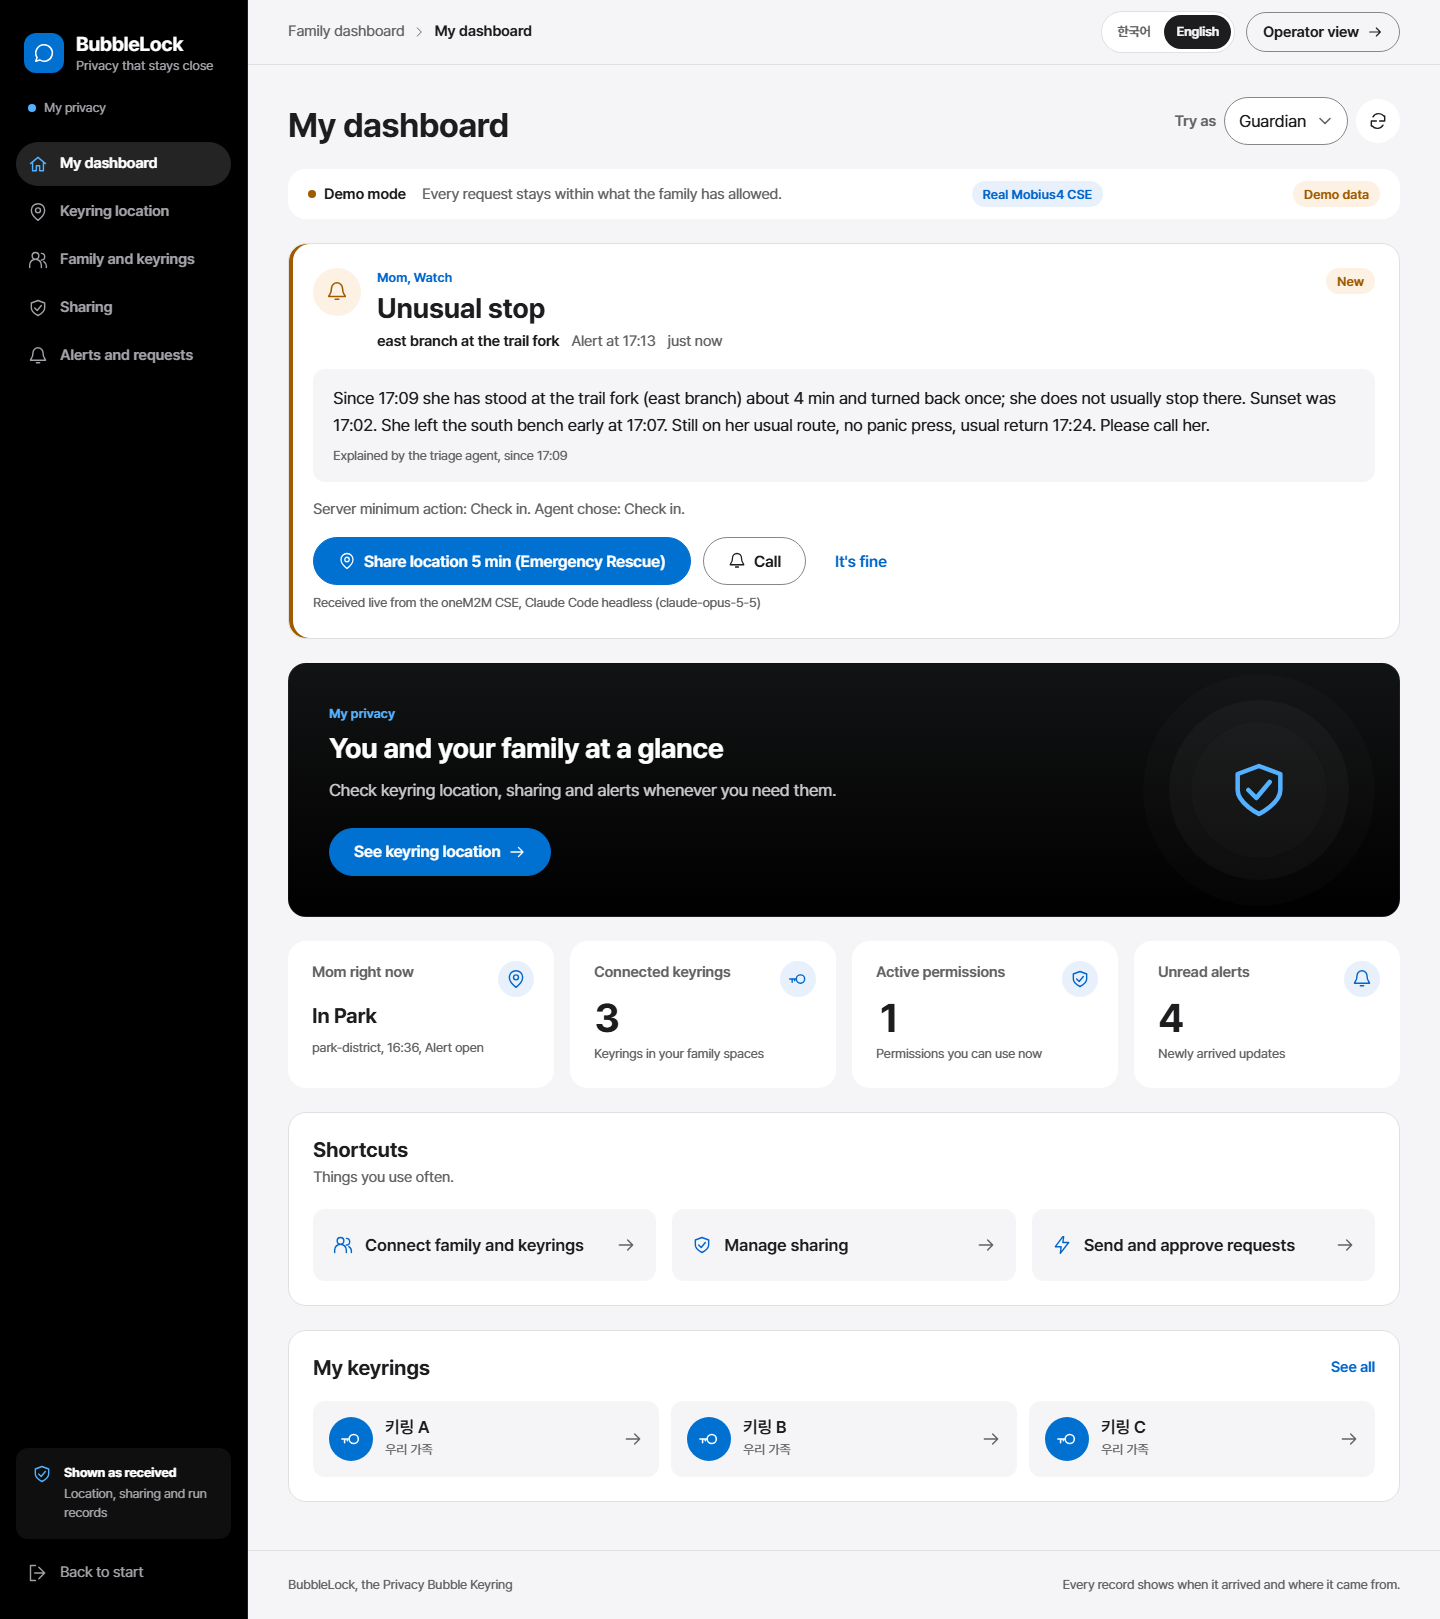 BubbleLock
Privacy that stays close
My privacy
My dashboard
Keyring location
Family and keyrings
Sharing
Alerts and requests
Shown as received
Location, sharing and run
records
Back to start
Family dashboard > My dashboard
한국어 English
Operator view →
My dashboard
Try as Guardian
Demo mode Every request stays within what the family has allowed. Real Mobius4 CSE Demo data
Mom, Watch
New
Unusual stop
east branch at the trail fork Alert at 17:13 just now
Since 17:09 she has stood at the trail fork (east branch) about 4 min and turned back once; she does not usually stop there. Sunset was
17:02. She left the south bench early at 17:07. Still on her usual route, no panic press, usual return 17:24. Please call her.
Explained by the triage agent, since 17:09
Server minimum action: Check in. Agent chose: Check in.
Share location 5 min (Emergency Rescue) Call It's fine
Received live from the oneM2M CSE, Claude Code headless (claude-opus-5-5)
My privacy
You and your family at a glance
Check keyring location, sharing and alerts whenever you need them.
See keyring location →
Mom right now
In Park
park-district, 16:36, Alert open
Connected keyrings
3
Keyrings in your family spaces
Active permissions
1
Permissions you can use now
Unread alerts
4
Newly arrived updates
Shortcuts
Things you use often.
Connect family and keyrings →
Manage sharing →
Send and approve requests →
My keyrings
See all
키링 A
우리 가족
키링 B
우리 가족
키링 C
우리 가족
BubbleLock, the Privacy Bubble Keyring
Every record shows when it arrived and where it came from.